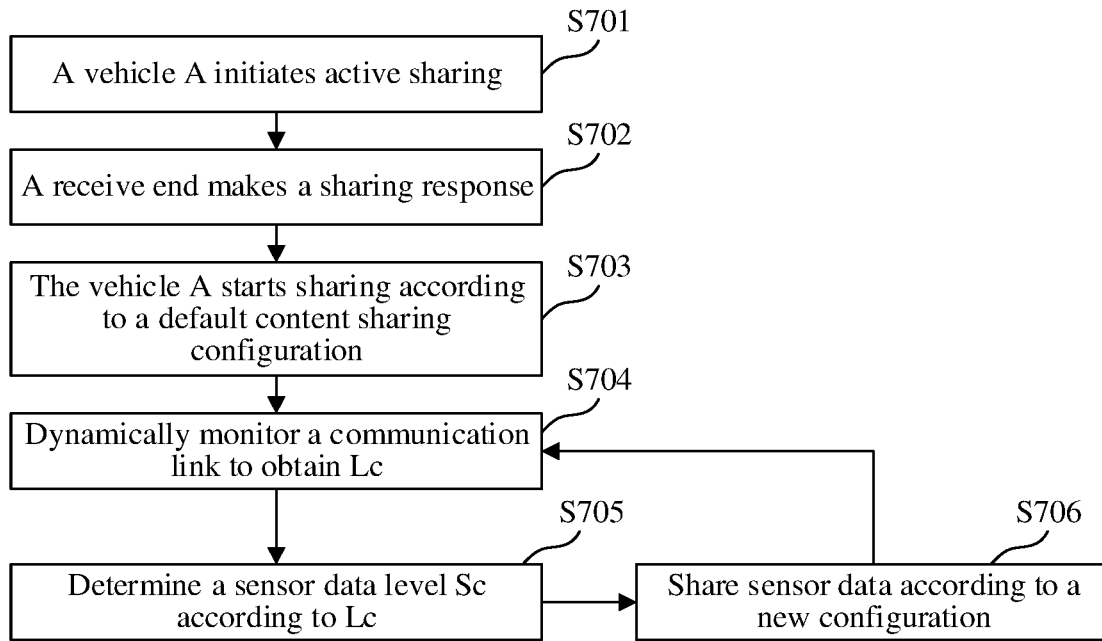 S701
A vehicle A initiates active sharing
S702
A receive end makes a sharing response
S703
The vehicle A starts sharing according
to a default content sharing
configuration
S704
Dynamically monitor a communication
link to obtain Lc
S705
Determine a sensor data level Sc
according to Lc
S706
Share sensor data according to a
new configuration